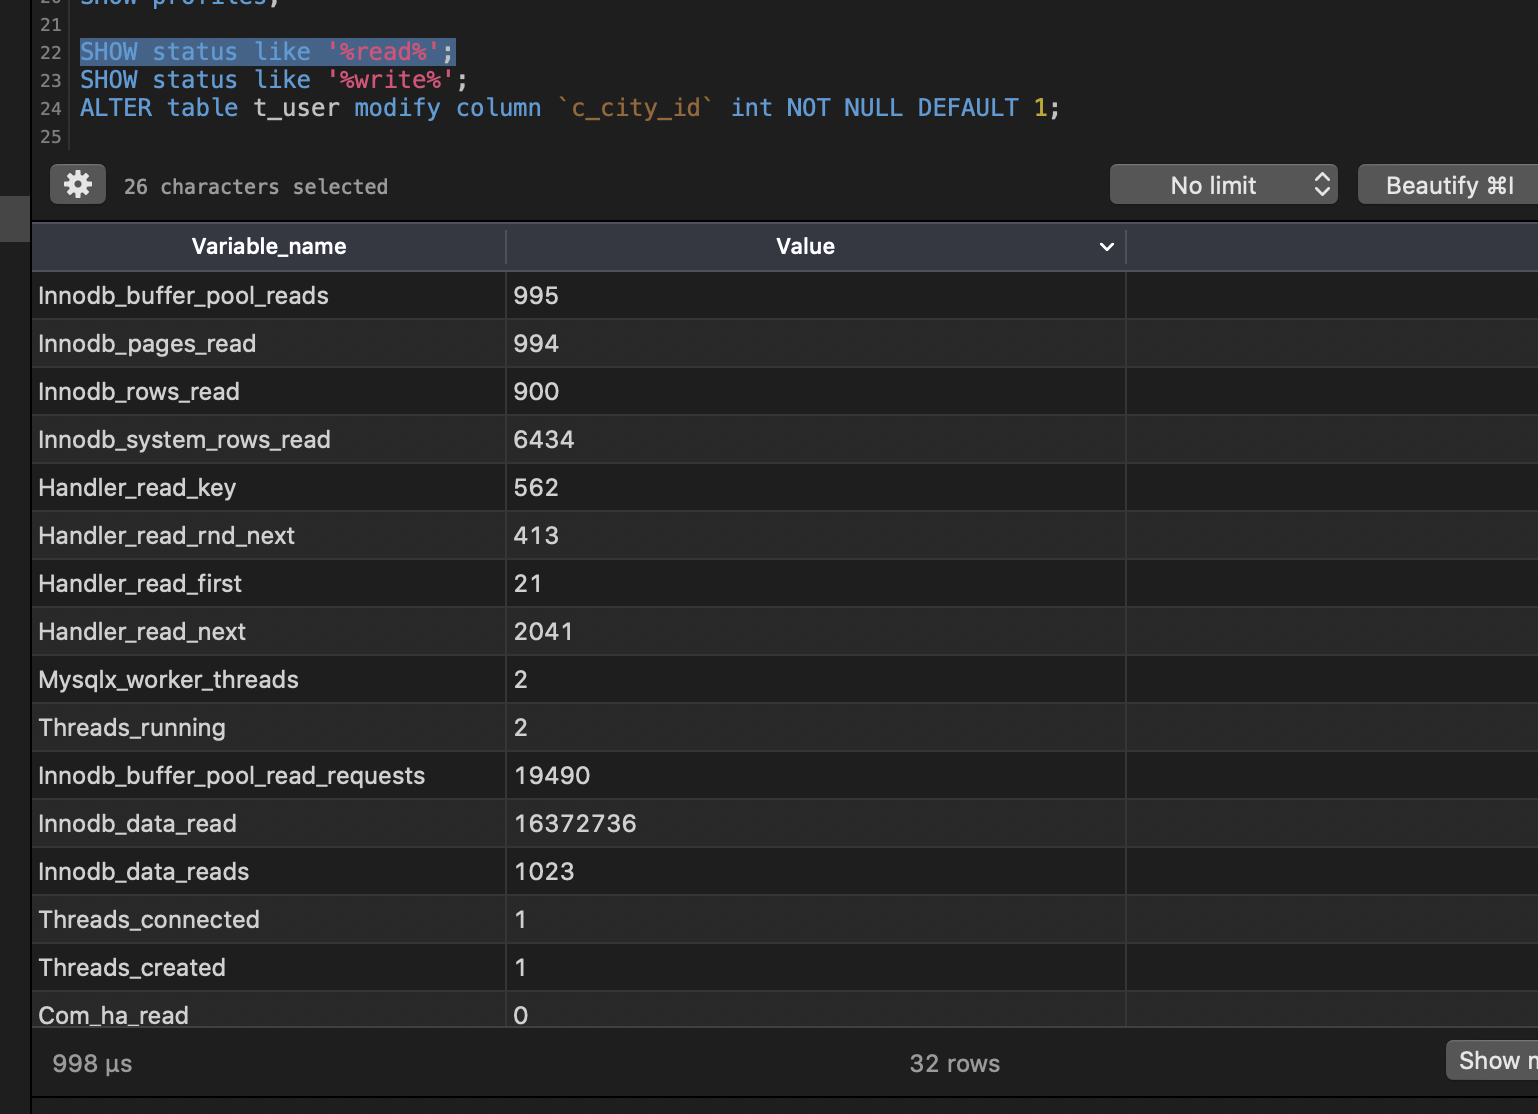 20 SHOW profiles;
21
22 SHOW status like '%read%';
23 SHOW status like '%write%';
24 ALTER table t_user modify column `c_city_id` int NOT NULL DEFAULT 1;
25
26 characters selected No limit Beautify ⌘I
Variable_name Value
Innodb_buffer_pool_reads 995
Innodb_pages_read 994
Innodb_rows_read 900
Innodb_system_rows_read 6434
Handler_read_key 562
Handler_read_rnd_next 413
Handler_read_first 21
Handler_read_next 2041
Mysqlx_worker_threads 2
Threads_running 2
Innodb_buffer_pool_read_requests 19490
Innodb_data_read 16372736
Innodb_data_reads 1023
Threads_connected 1
Threads_created 1
Com_ha_read 0
998 µs 32 rows Show